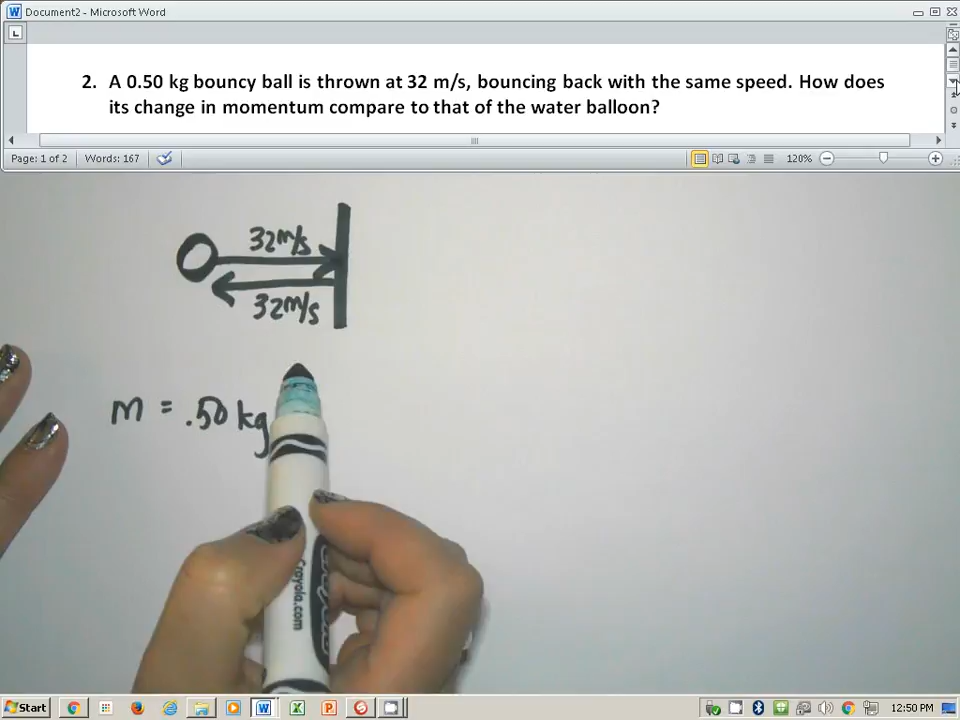 Document2 - Microsoft Word
L
2. A 0.50 kg bouncy ball is thrown at 32 m/s, bouncing back with the same speed. How does
its change in momentum compare to that of the water balloon?
Page: 1 of 2 Words: 167 120%
32m/s
32m/s
m = .50 kg
Crayola.com
Start 12:50 PM